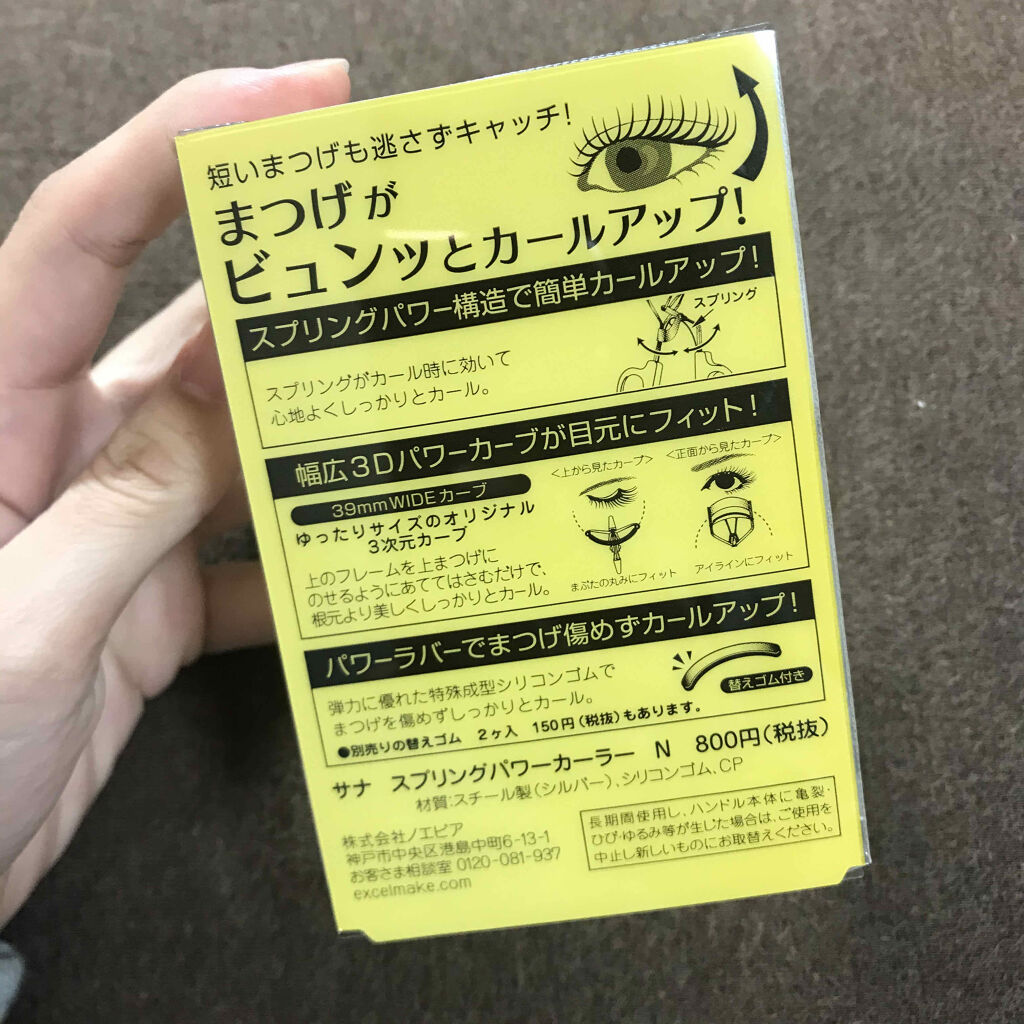 短いまつげも逃さずキャッチ!
まつげが
ビュンッとカールアップ!
スプリングパワー構造で簡単カールアップ!
スプリングがカール時に効いて
心地よくしっかりとカール。
スプリング
幅広3Dパワーカーブが目元にフィット!
39mmWIDEカーブ
ゆったりサイズのオリジナル
3次元カーブ
上のフレームを上まつげに
のせるようにあててはさむだけで、
根元より美しくしっかりとカール。
<上から見たカーブ>
まぶたの丸みにフィット
<正面から見たカーブ>
アイラインにフィット
パワーラバーでまつげ傷めずカールアップ!
弾力に優れた特殊成型シリコンゴムで
まつげを傷めずしっかりとカール。
替えゴム付き
●別売りの替えゴム 2ヶ入 150円(税抜)もあります。
サナ スプリングパワーカーラー N 800円(税抜)
材質:スチール製(シルバー)、シリコンゴム、CP
株式会社ノエビア
神戸市中央区港島中町6-13-1
お客さま相談室 0120-081-937
excelmake.com
長期間使用し、ハンドル本体に亀裂・
ひび・ゆるみ等が生じた場合は、ご使用を
中止し新しいものにお取替えください。